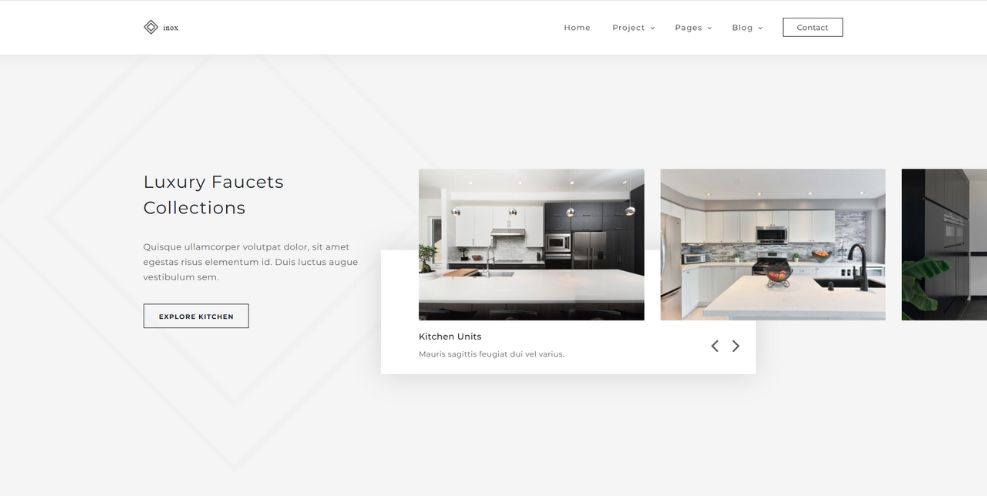 inox
Home Project Pages Blog Contact
Luxury Faucets
Collections
Quisque ullamcorper volutpat dolor, sit amet
egestas risus elementum id. Duis luctus augue
vestibulum sem.
EXPLORE KITCHEN
Kitchen Units
Mauris sagittis feugiat dui vel varius.